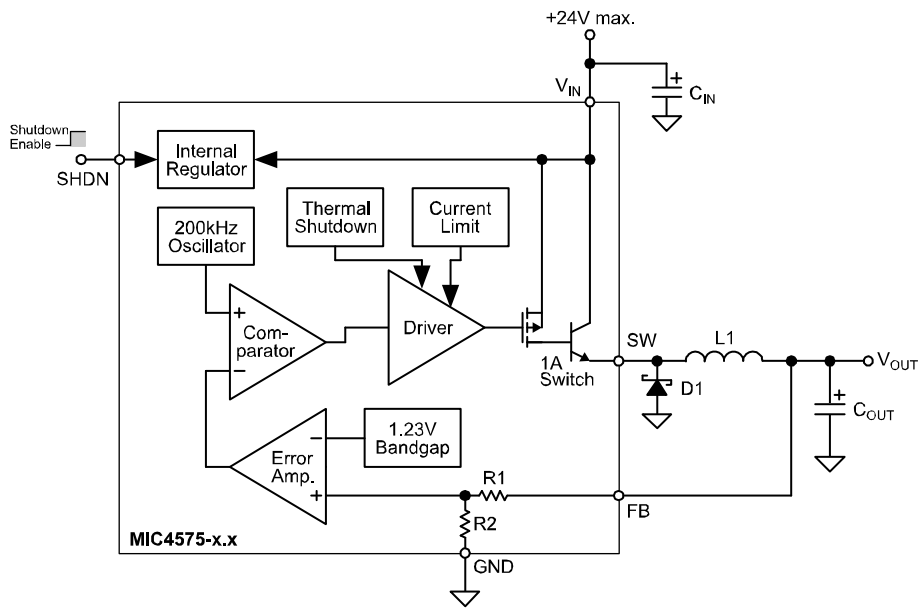 +24V max.
VIN
CIN
Shutdown
Enable
SHDN
Internal
Regulator
200kHz
Oscillator
Thermal
Shutdown
Current
Limit
+
Com-
parator
–
Driver
1A
Switch
SW
L1
VOUT
D1
+
COUT
+
Error
Amp.
–
+
1.23V
Bandgap
R1
R2
FB
MIC4575-x.x
GND